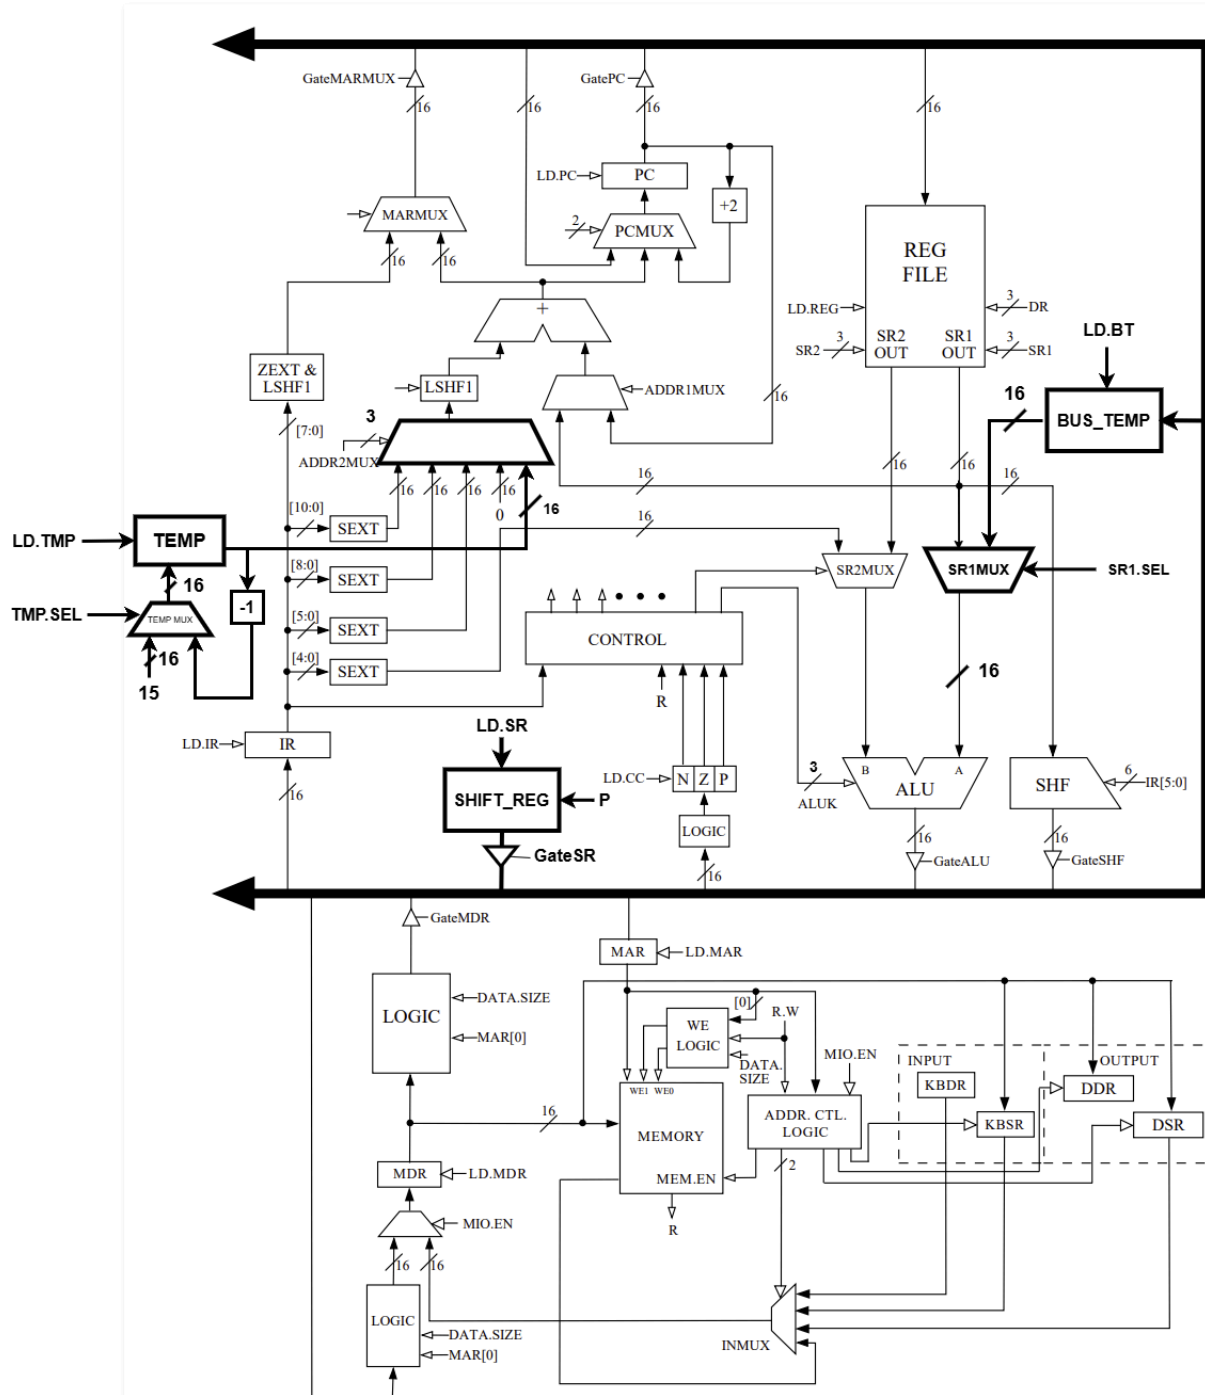 GateMARMUX
16
16
GatePC
16
16
LD.PC
PC
+2
MARMUX
2
PCMUX
16
16
16
REG
FILE
LD.REG
3
DR
SR2
3
SR2
OUT
SR1
OUT
3
SR1
LD.BT
+
ZEXT &
LSHF1
LSHF1
ADDR1MUX
16
16
BUS_TEMP
[7:0]
3
ADDR2MUX
16
16
16
16
16
0
16
16
16
16
16
[10:0]
SEXT
LD.TMP
TEMP
16
[8:0]
SEXT
SR2MUX
SR1MUX
SR1.SEL
TMP.SEL
TEMP MUX
-1
[5:0]
SEXT
CONTROL
16
15
[4:0]
SEXT
R
16
LD.IR
IR
LD.SR
16
SHIFT_REG
P
GateSR
LD.CC
N Z P
LOGIC
16
3
ALUK
B
A
ALU
SHF
6
IR[5:0]
16
GateALU
16
GateSHF
GateMDR
MAR
LD.MAR
LOGIC
DATA.SIZE
MAR[0]
[0]
R.W
WE
LOGIC
DATA.
SIZE
MIO.EN
INPUT
KBDR
OUTPUT
DDR
WE1 WE0
ADDR. CTL.
LOGIC
KBSR
DSR
16
MEMORY
MEM.EN
2
MDR
LD.MDR
R
MIO.EN
16
16
LOGIC
DATA.SIZE
MAR[0]
INMUX